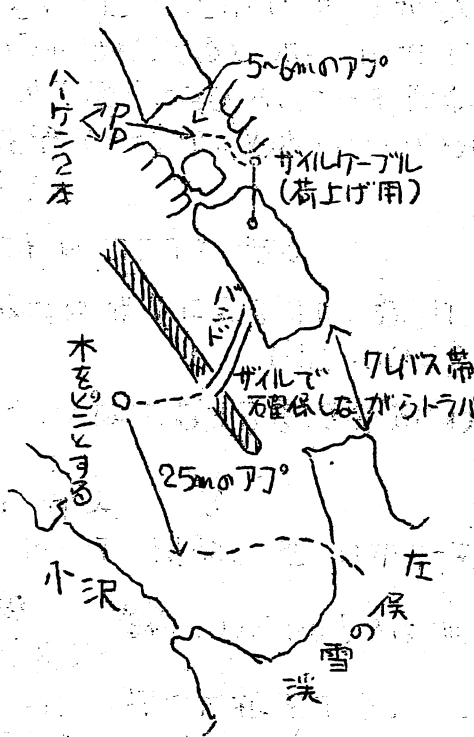 5~6mのアプ
ハーケン2本
P
P
ザイルケーブル
(荷上げ用)
バンド
クレバス帯
ザイルで
確保しながらトラバ
木をピンとする
25mのアプ
小沢
左俣の雪渓